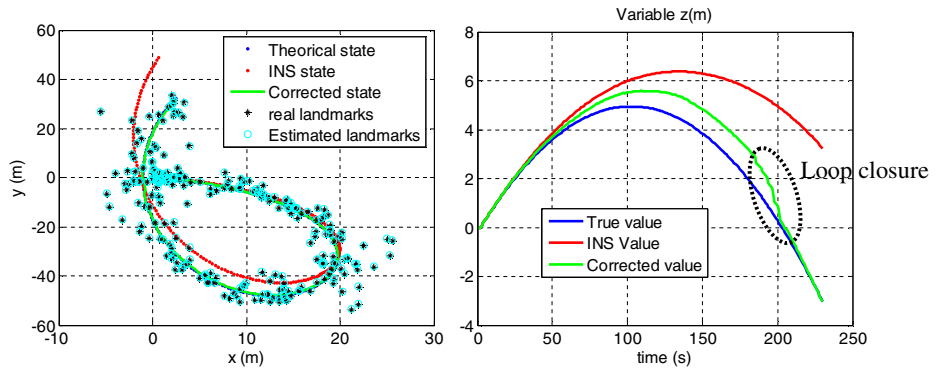 60
40
20
0
-20
-40
-60
y (m)
-10
0
10
20
30
x (m)
Theorical state
INS state
Corrected state
real landmarks
Estimated landmarks
Variable z(m)
8
6
4
2
0
-2
-4
0
50
100
150
200
250
time (s)
True value
INS Value
Corrected value
Loop closure